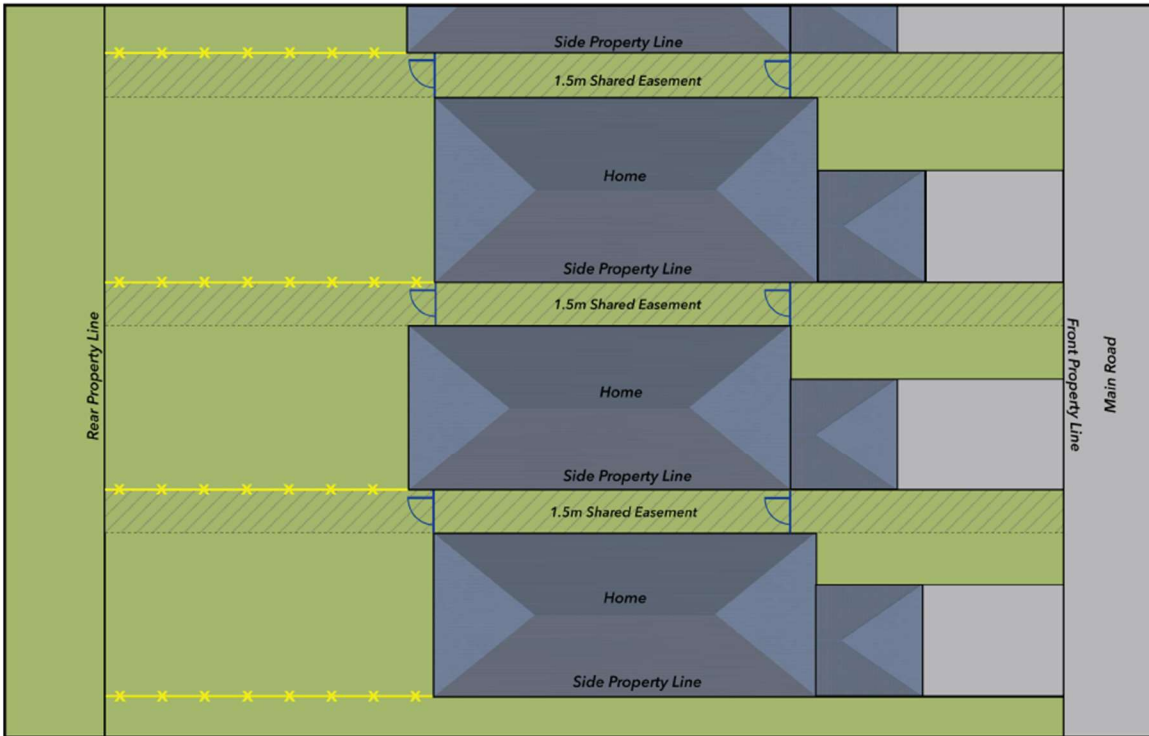 Side Property Line
1.5m Shared Easement
Home
Side Property Line
1.5m Shared Easement
Rear Property Line
Home
Front Property Line
Main Road
Side Property Line
1.5m Shared Easement
Home
Side Property Line